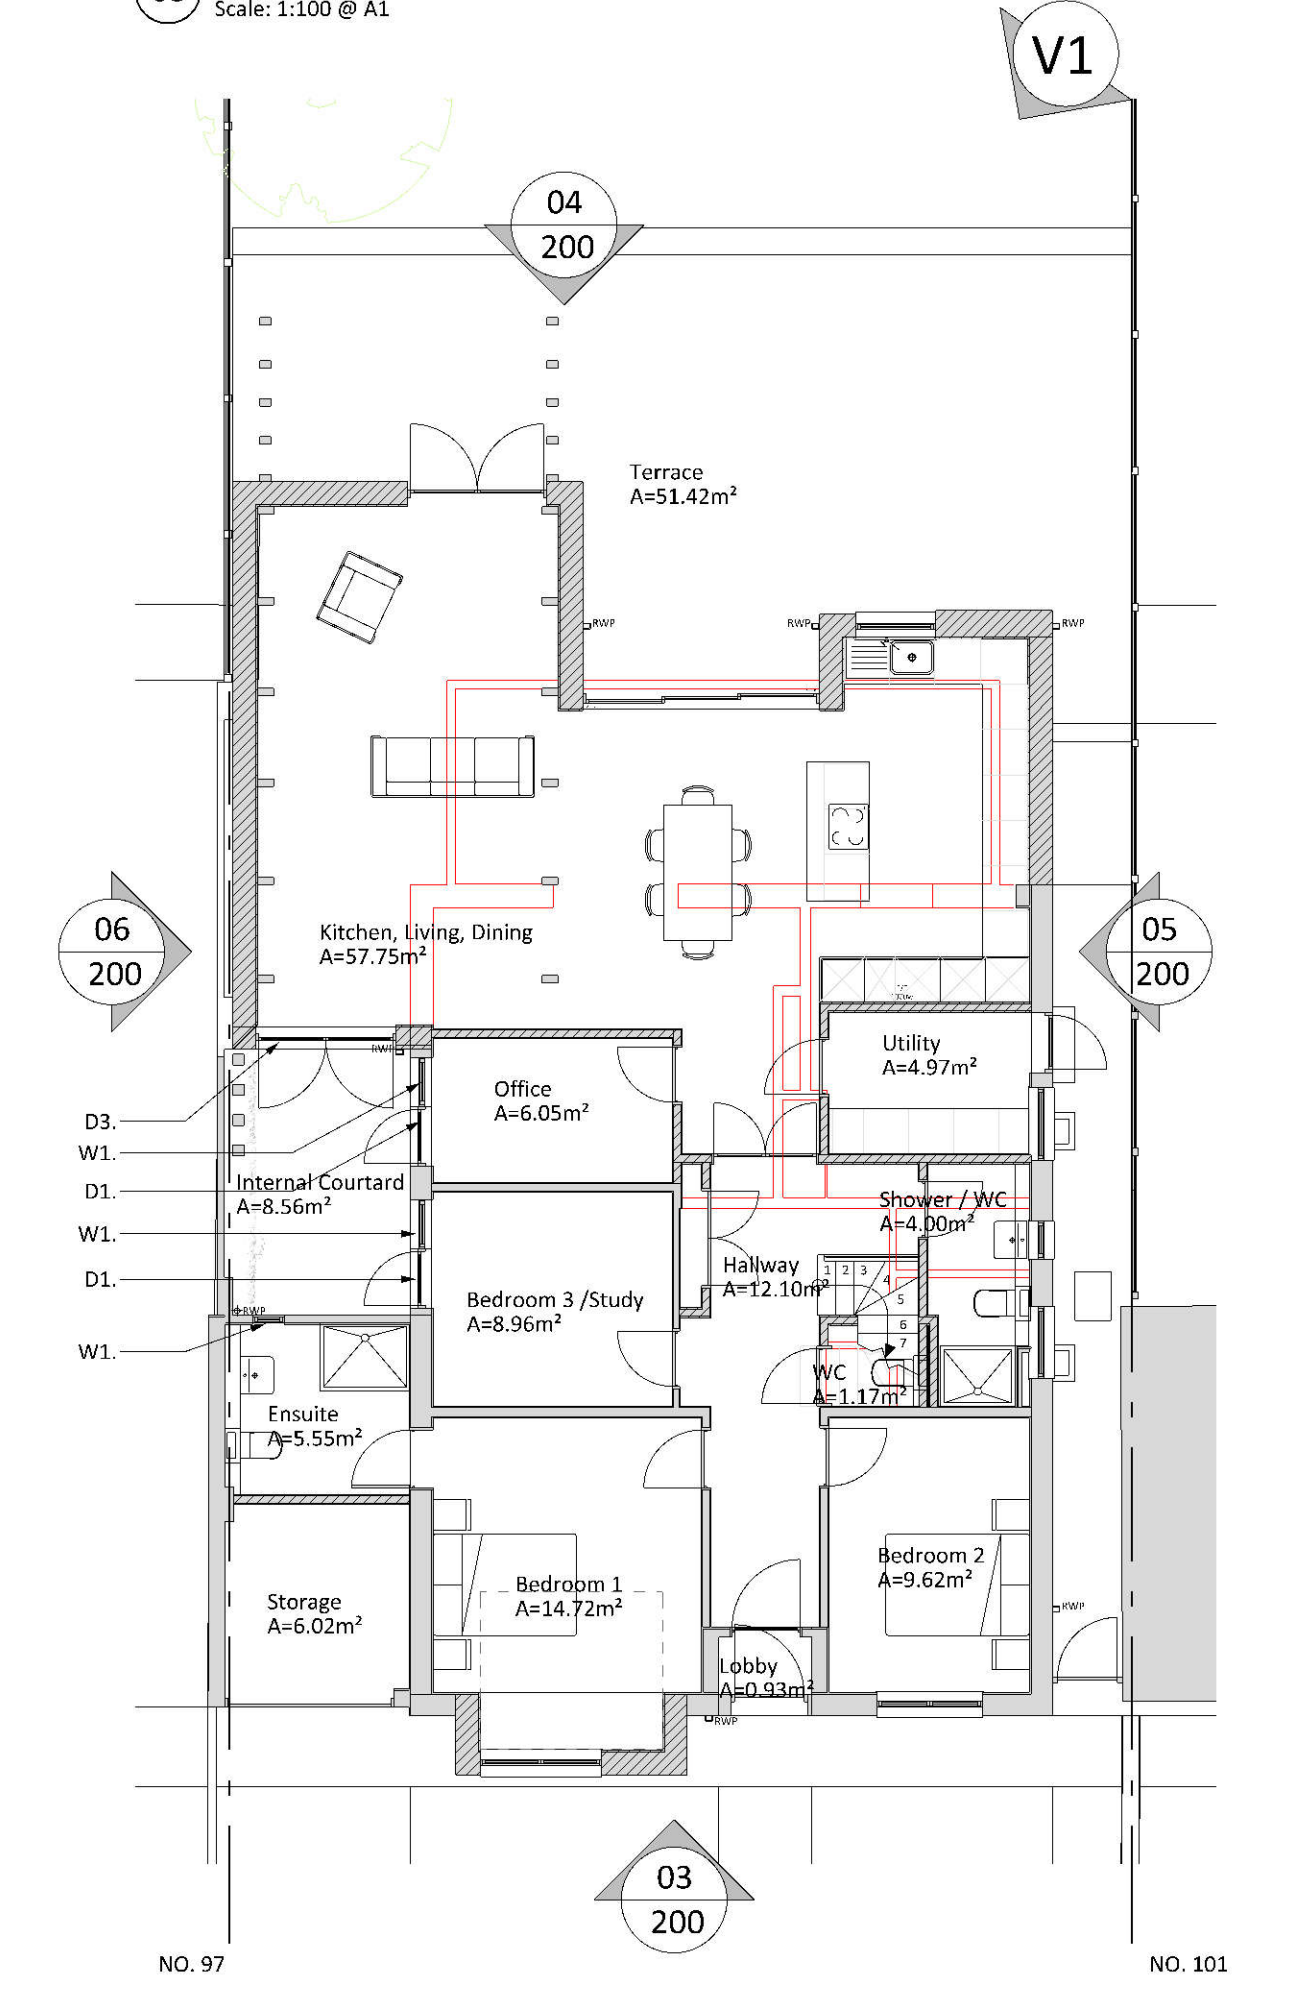 Scale: 1:100 @ A1
V1
04
200
Terrace
A=51.42m²
RWP
RWP
RWP
06
200
Kitchen, Living, Dining
A=57.75m²
05
200
RWP
Utility
A=4.97m²
Office
A=6.05m²
D3.
W1.
D1.
Internal Courtard
A=8.56m²
W1.
D1.
W1.
RWP
Shower / WC
A=4.00m²
Hallway
A=12.10m²
1 2 3
4
5
6
7
Bedroom 3 /Study
A=8.96m²
WC
A=1.17m²
Ensuite
A=5.55m²
Bedroom 2
A=9.62m²
Bedroom 1
A=14.72m²
Storage
A=6.02m²
RWP
Lobby
A=0.93m²
RWP
03
200
NO. 97
NO. 101